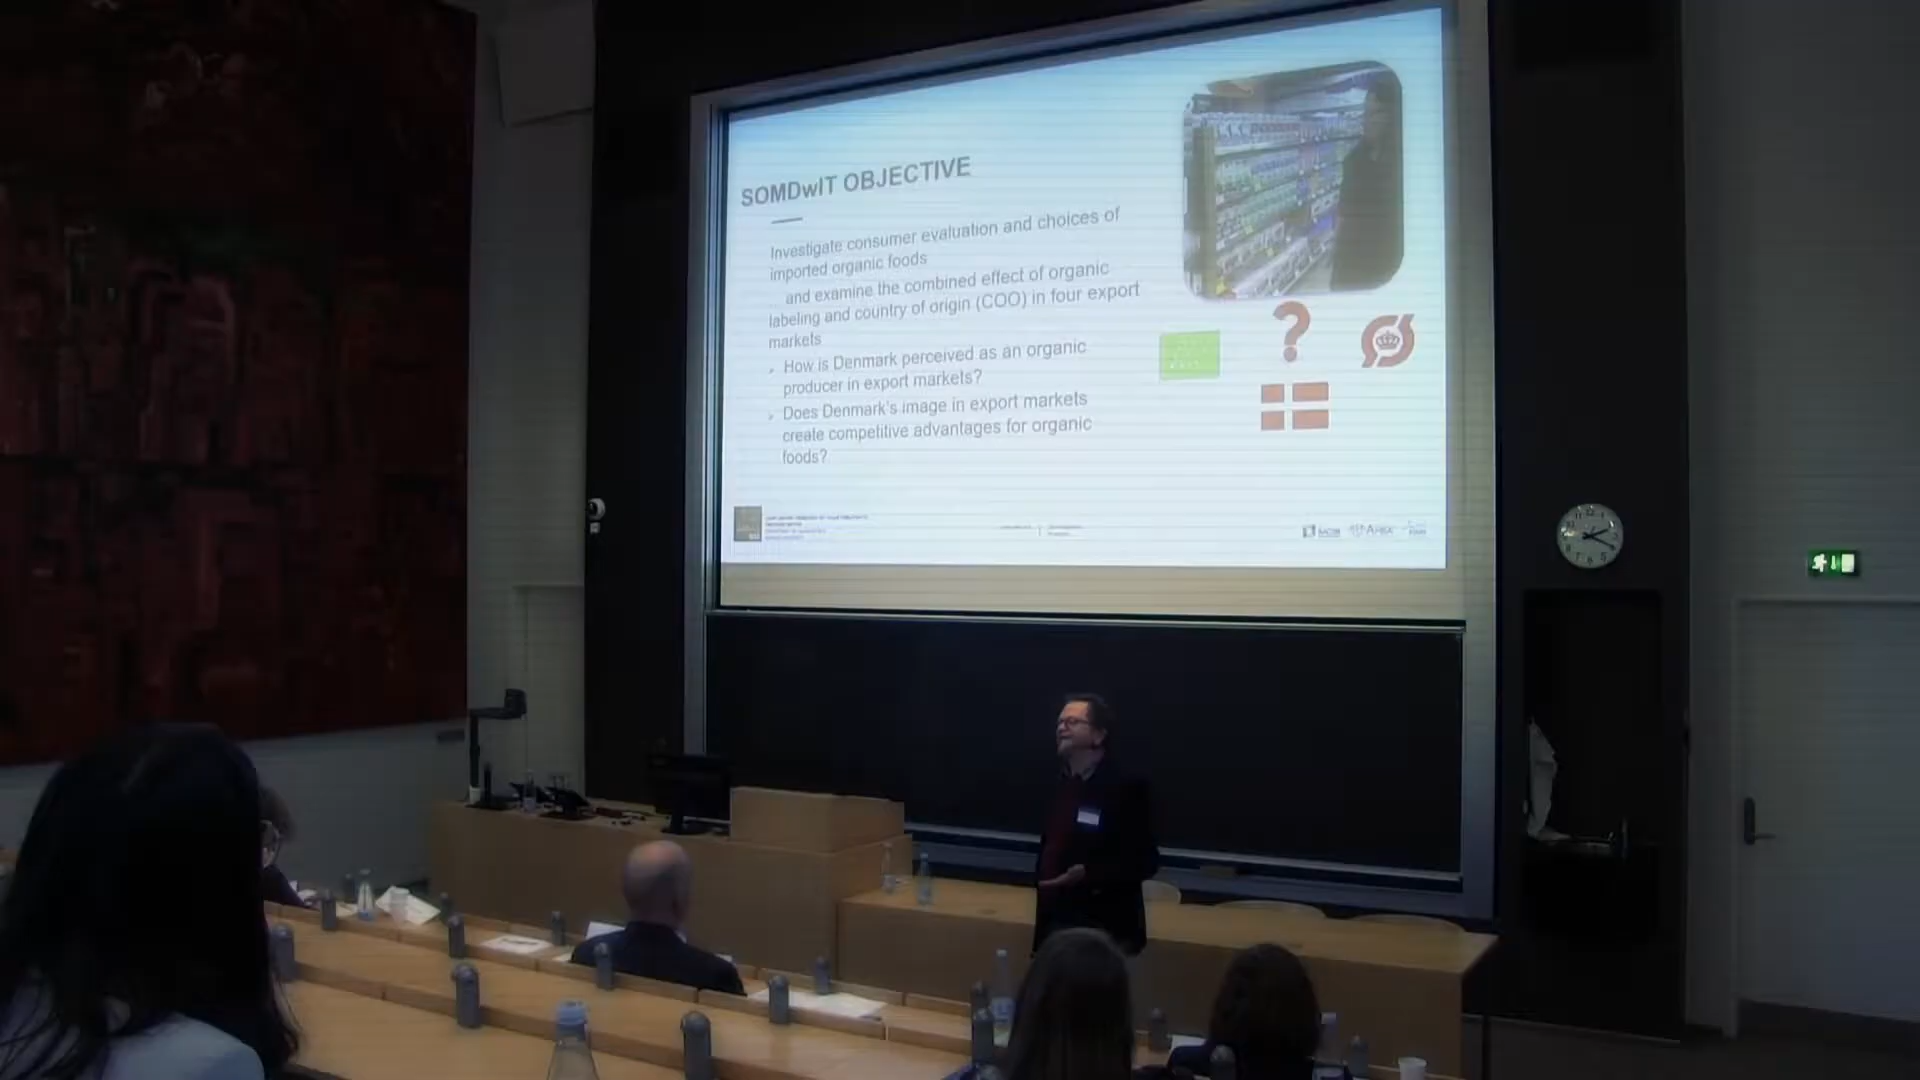 SOMDwIT OBJECTIVE
Investigate consumer evaluation and choices of
imported organic foods
and examine the combined effect of organic
labeling and country of origin (COO) in four export
markets
How is Denmark perceived as an organic
producer in export markets?
Does Denmark's image in export markets
create competitive advantages for organic
foods?
?